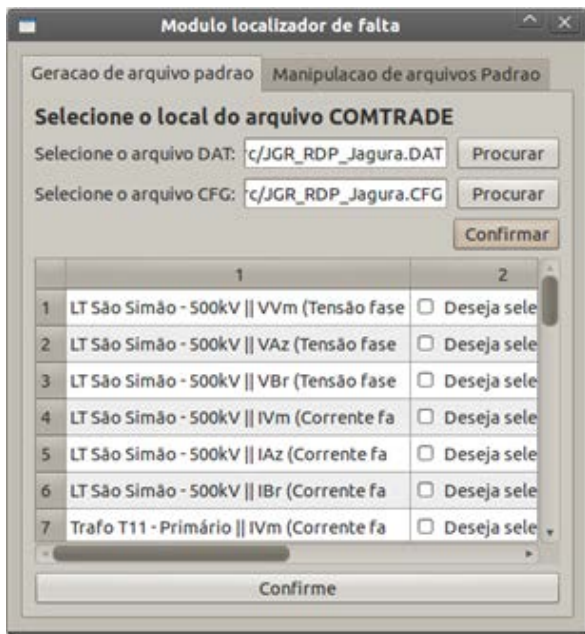 Modulo localizador de falta
Geracao de arquivo padrao Manipulacao de arquivos Padrao
Selecione o local do arquivo COMTRADE
Selecione o arquivo DAT: 'c/JGR_RDP_Jagura.DAT Procurar
Selecione o arquivo CFG: 'c/JGR_RDP_Jagura.CFG Procurar
Confirmar
1 2
1 LT São Simão - 500kV || VVm (Tensão fase Deseja sele
2 LT São Simão - 500kV || VAz (Tensão fase Deseja sele
3 LT São Simão - 500kV || VBr (Tensão fase Deseja sele
4 LT São Simão - 500kV || IVm (Corrente fa Deseja sele
5 LT São Simão - 500kV || IAz (Corrente fa Deseja sele
6 LT São Simão - 500kV || IBr (Corrente fa Deseja sele
7 Trafo T11 - Primário || IVm (Corrente fa Deseja sele
Confirme